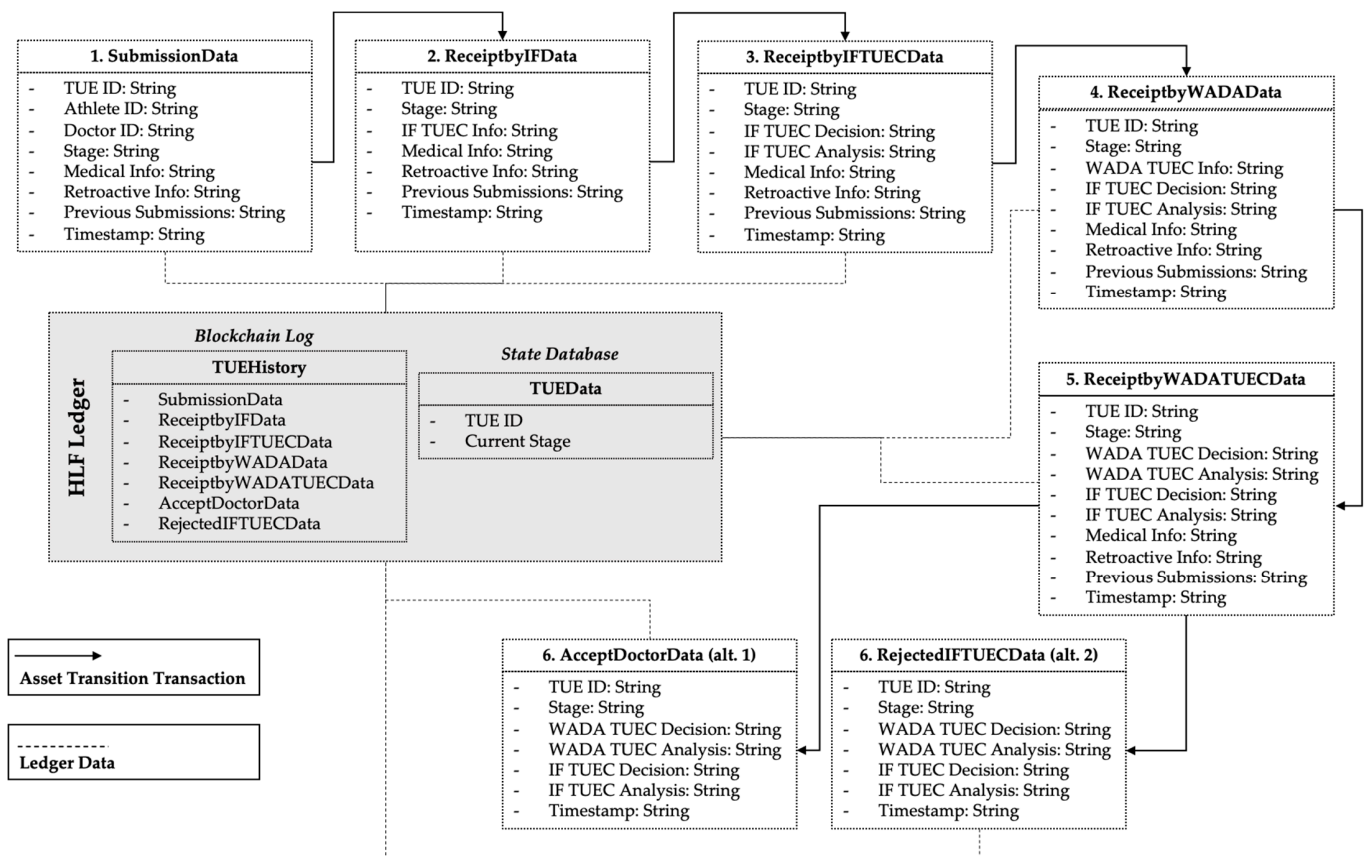 1. SubmissionData
- TUE ID: String
- Athlete ID: String
- Doctor ID: String
- Stage: String
- Medical Info: String
- Retroactive Info: String
- Previous Submissions: String
- Timestamp: String
2. ReceiptbyIFData
- TUE ID: String
- Stage: String
- IF TUEC Info: String
- Medical Info: String
- Retroactive Info: String
- Previous Submissions: String
- Timestamp: String
3. ReceiptbyIFTUECData
- TUE ID: String
- Stage: String
- IF TUEC Decision: String
- IF TUEC Analysis: String
- Medical Info: String
- Retroactive Info: String
- Previous Submissions: String
- Timestamp: String
4. ReceiptbyWADAData
- TUE ID: String
- Stage: String
- WADA TUEC Info: String
- IF TUEC Decision: String
- IF TUEC Analysis: String
- Medical Info: String
- Retroactive Info: String
- Previous Submissions: String
- Timestamp: String
HLF Ledger
Blockchain Log
TUEHistory
- SubmissionData
- ReceiptbyIFData
- ReceiptbyIFTUECData
- ReceiptbyWADAData
- ReceiptbyWADATUECData
- AcceptDoctorData
- RejectedIFTUECData
State Database
TUEData
- TUE ID
- Current Stage
5. ReceiptbyWADATUECData
- TUE ID: String
- Stage: String
- WADA TUEC Decision: String
- WADA TUEC Analysis: String
- IF TUEC Decision: String
- IF TUEC Analysis: String
- Medical Info: String
- Retroactive Info: String
- Previous Submissions: String
- Timestamp: String
Asset Transition Transaction
Ledger Data
6. AcceptDoctorData (alt. 1)
- TUE ID: String
- Stage: String
- WADA TUEC Decision: String
- WADA TUEC Analysis: String
- IF TUEC Decision: String
- IF TUEC Analysis: String
- Timestamp: String
6. RejectedIFTUECData (alt. 2)
- TUE ID: String
- Stage: String
- WADA TUEC Decision: String
- WADA TUEC Analysis: String
- IF TUEC Decision: String
- IF TUEC Analysis: String
- Timestamp: String